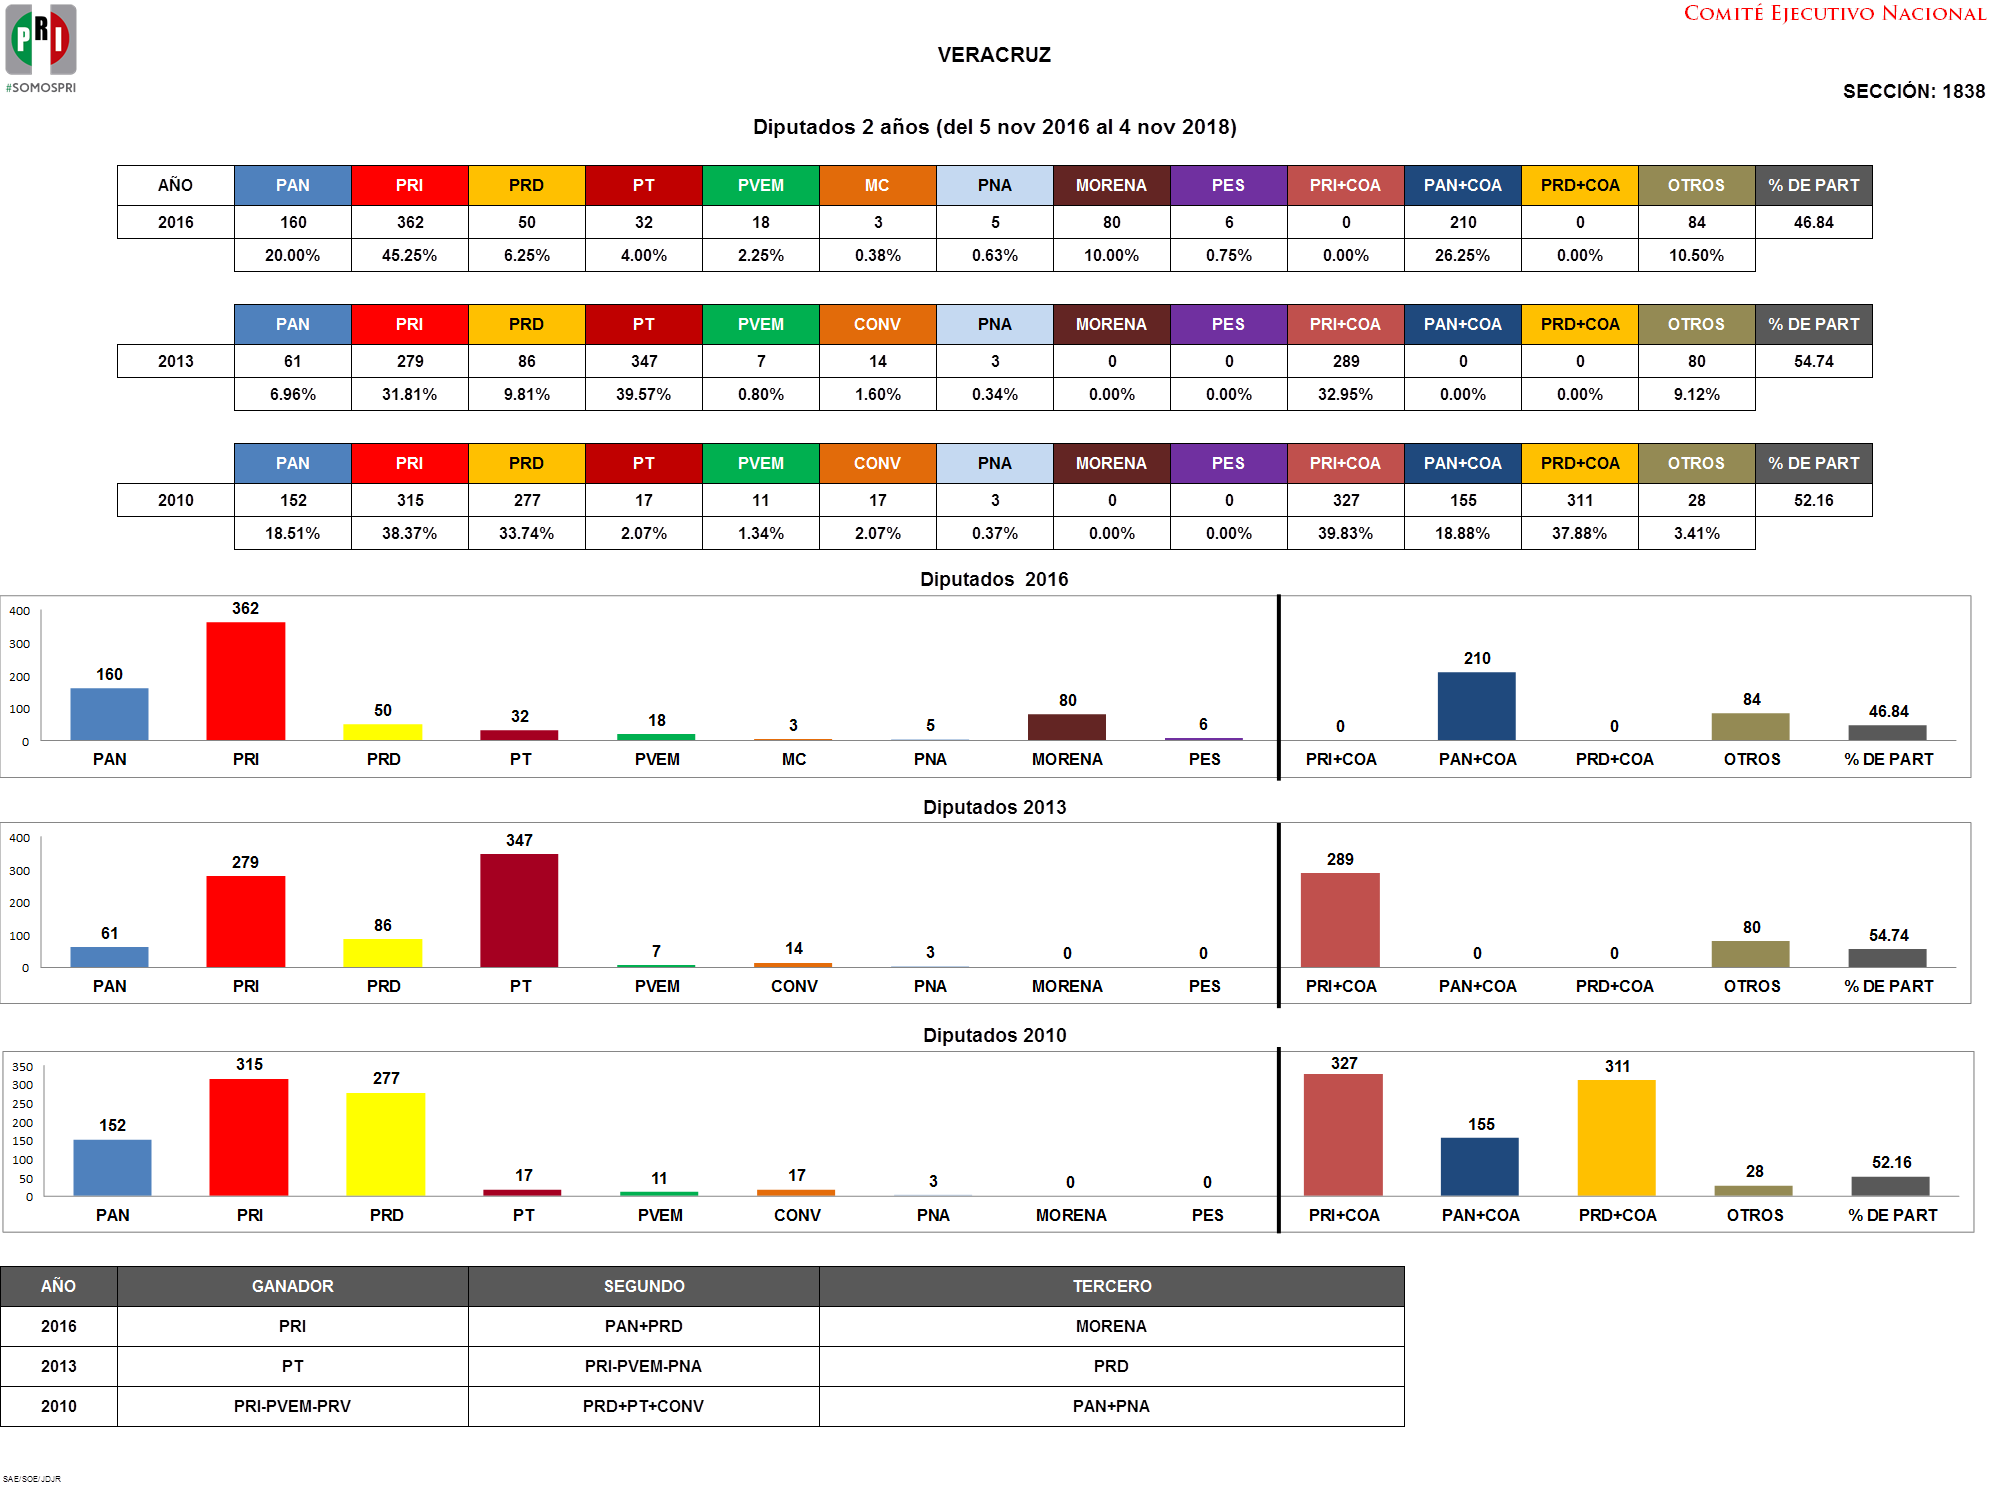 PRI
#SOMOSPRI
COMITÉ EJECUTIVO NACIONAL
VERACRUZ
SECCIÓN: 1838
Diputados 2 años (del 5 nov 2016 al 4 nov 2018)
AÑO PAN PRI PRD PT PVEM MC PNA MORENA PES PRI+COA PAN+COA PRD+COA OTROS % DE PART
2016 160 362 50 32 18 3 5 80 6 0 210 0 84 46.84
20.00% 45.25% 6.25% 4.00% 2.25% 0.38% 0.63% 10.00% 0.75% 0.00% 26.25% 0.00% 10.50%
PAN PRI PRD PT PVEM CONV PNA MORENA PES PRI+COA PAN+COA PRD+COA OTROS % DE PART
2013 61 279 86 347 7 14 3 0 0 289 0 0 80 54.74
6.96% 31.81% 9.81% 39.57% 0.80% 1.60% 0.34% 0.00% 0.00% 32.95% 0.00% 0.00% 9.12%
PAN PRI PRD PT PVEM CONV PNA MORENA PES PRI+COA PAN+COA PRD+COA OTROS % DE PART
2010 152 315 277 17 11 17 3 0 0 327 155 311 28 52.16
18.51% 38.37% 33.74% 2.07% 1.34% 2.07% 0.37% 0.00% 0.00% 39.83% 18.88% 37.88% 3.41%
Diputados 2016
400
300
200
100
0
160 362 50 32 18 3 5 80 6 0 210 0 84 46.84
PAN PRI PRD PT PVEM MC PNA MORENA PES PRI+COA PAN+COA PRD+COA OTROS % DE PART
Diputados 2013
400
300
200
100
0
61 279 86 347 7 14 3 0 0 289 0 0 80 54.74
PAN PRI PRD PT PVEM CONV PNA MORENA PES PRI+COA PAN+COA PRD+COA OTROS % DE PART
Diputados 2010
350
300
250
200
150
100
50
0
152 315 277 17 11 17 3 0 0 327 155 311 28 52.16
PAN PRI PRD PT PVEM CONV PNA MORENA PES PRI+COA PAN+COA PRD+COA OTROS % DE PART
AÑO GANADOR SEGUNDO TERCERO
2016 PRI PAN+PRD MORENA
2013 PT PRI-PVEM-PNA PRD
2010 PRI-PVEM-PRV PRD+PT+CONV PAN+PNA
SAE/SOE/JDJR